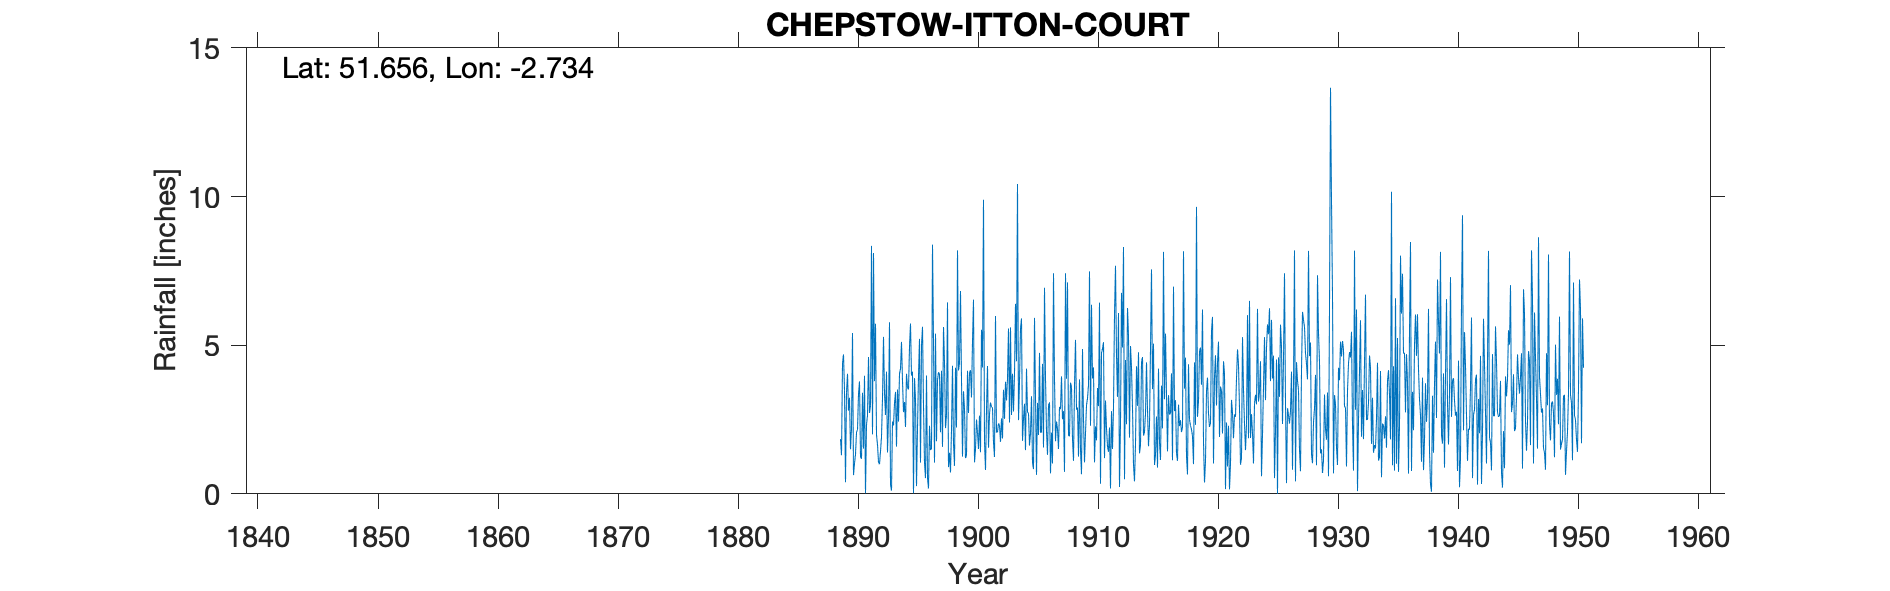 CHEPSTOW-ITTON-COURT
Lat: 51.656, Lon: -2.734
15
10
5
0
Rainfall [inches]
1840 1850 1860 1870 1880 1890 1900 1910 1920 1930 1940 1950 1960
Year